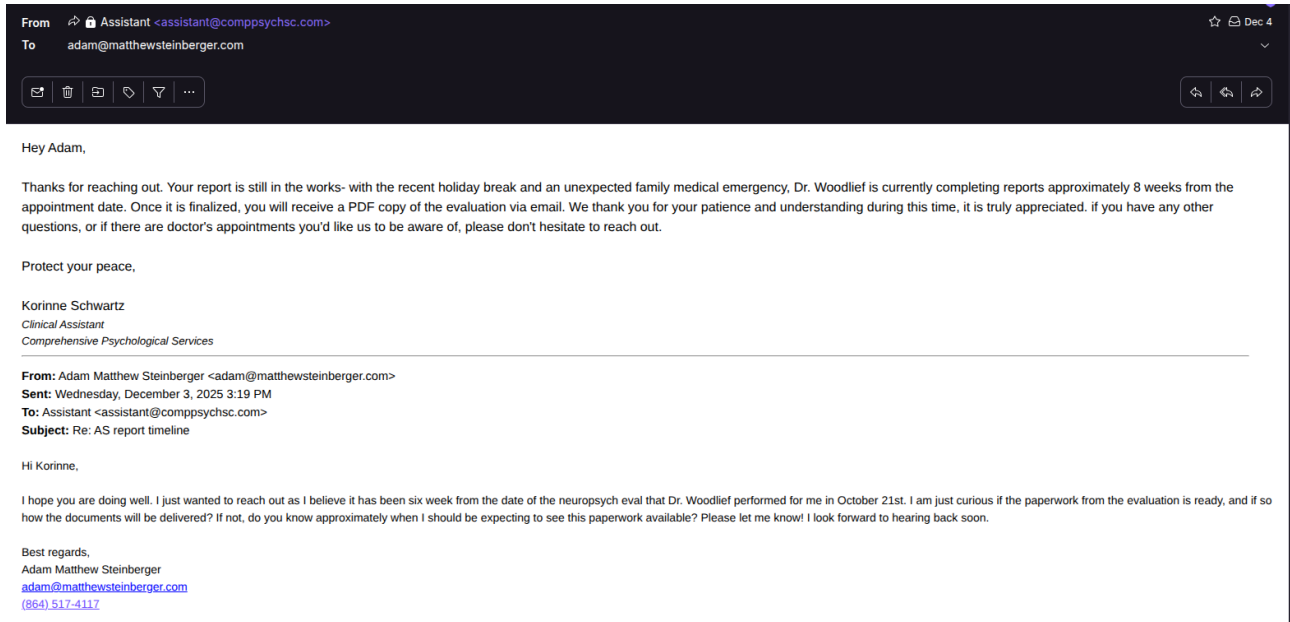 From Assistant <assistant@comppsychsc.com> Dec 4
To adam@matthewsteinberger.com
Hey Adam,
Thanks for reaching out. Your report is still in the works- with the recent holiday break and an unexpected family medical emergency, Dr. Woodlief is currently completing reports approximately 8 weeks from the
appointment date. Once it is finalized, you will receive a PDF copy of the evaluation via email. We thank you for your patience and understanding during this time, it is truly appreciated. if you have any other
questions, or if there are doctor's appointments you'd like us to be aware of, please don't hesitate to reach out.
Protect your peace,
Korinne Schwartz
Clinical Assistant
Comprehensive Psychological Services
From: Adam Matthew Steinberger <adam@matthewsteinberger.com>
Sent: Wednesday, December 3, 2025 3:19 PM
To: Assistant <assistant@comppsychsc.com>
Subject: Re: AS report timeline
Hi Korinne,
I hope you are doing well. I just wanted to reach out as I believe it has been six week from the date of the neuropsych eval that Dr. Woodlief performed for me in October 21st. I am just curious if the paperwork from the evaluation is ready, and if so
how the documents will be delivered? If not, do you know approximately when I should be expecting to see this paperwork available? Please let me know! I look forward to hearing back soon.
Best regards,
Adam Matthew Steinberger
adam@matthewsteinberger.com
(864) 517-4117